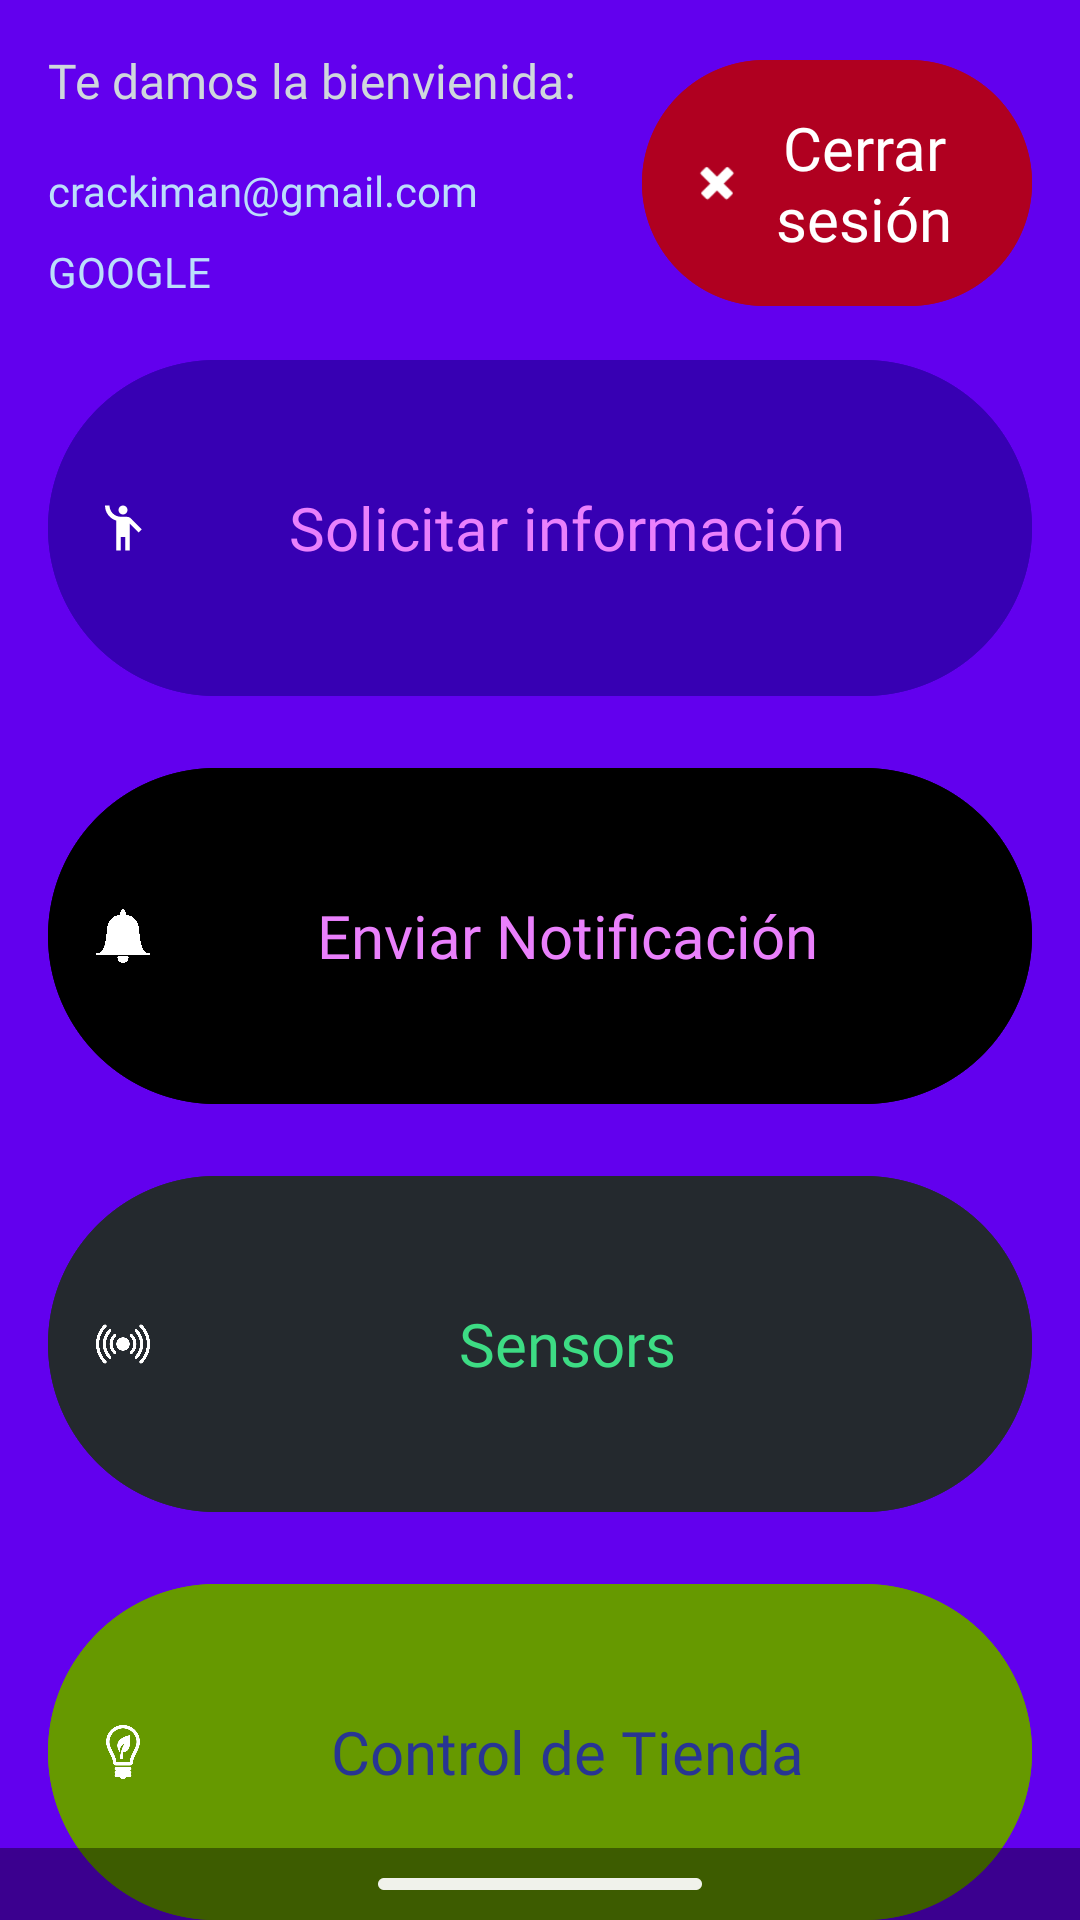 Te damos la bienvienida:
crackiman@gmail.com
GOOGLE
Cerrar
sesión
Solicitar información
Enviar Notificación
Sensors
Control de Tienda